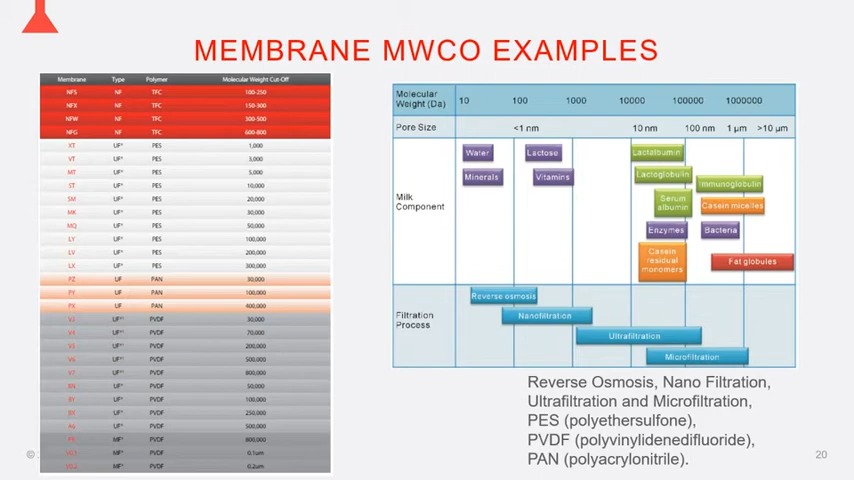 MEMBRANE MWCO EXAMPLES
Membrane Type Polymer Molecular Weight Cut-Off
NFS NF TFC 100-250
NFX NF TFC 150-300
NFW NF TFC 300-500
NFG NF TFC 600-800
XT UF* PES 1,000
VT UF* PES 3,000
MT UF* PES 5,000
ST UF* PES 10,000
SM UF* PES 20,000
MK UF* PES 30,000
MQ UF* PES 50,000
LY UF* PES 100,000
LV UF* PES 200,000
LX UF* PES 300,000
PZ UF PAN 30,000
PY UF PAN 100,000
PX UF PAN 400,000
UF* PVDF 30,000
V4 UF* PVDF 70,000
V5 UF* PVDF 200,000
V6 UF* PVDF 500,000
V7 UF* PVDF 800,000
BN UF* PVDF 50,000
UF* PVDF 100,000
BX UF* PVDF 250,000
A6 UF* PVDF 500,000
MF* PVDF 800,000
MF* PVDF 0.1um
MF* PVDF 0.2um
Molecular Weight (Da) 10 100 1000 10000 100000 1000000
Pore Size <1 nm 10 nm 100 nm 1 μm >10 μm
Milk Component
Water Lactose Lactalbumin
Minerals Vitamins Lactoglobulin Immunoglobulin
Serum albumin Casein micelles
Enzymes Bacteria
Casein residual monomers Fat globules
Filtration Process
Reverse osmosis
Nanofiltration
Ultrafiltration
Microfiltration
Reverse Osmosis, Nano Filtration,
Ultrafiltration and Microfiltration,
PES (polyethersulfone),
PVDF (polyvinylidenedifluoride),
PAN (polyacrylonitrile).
©
20